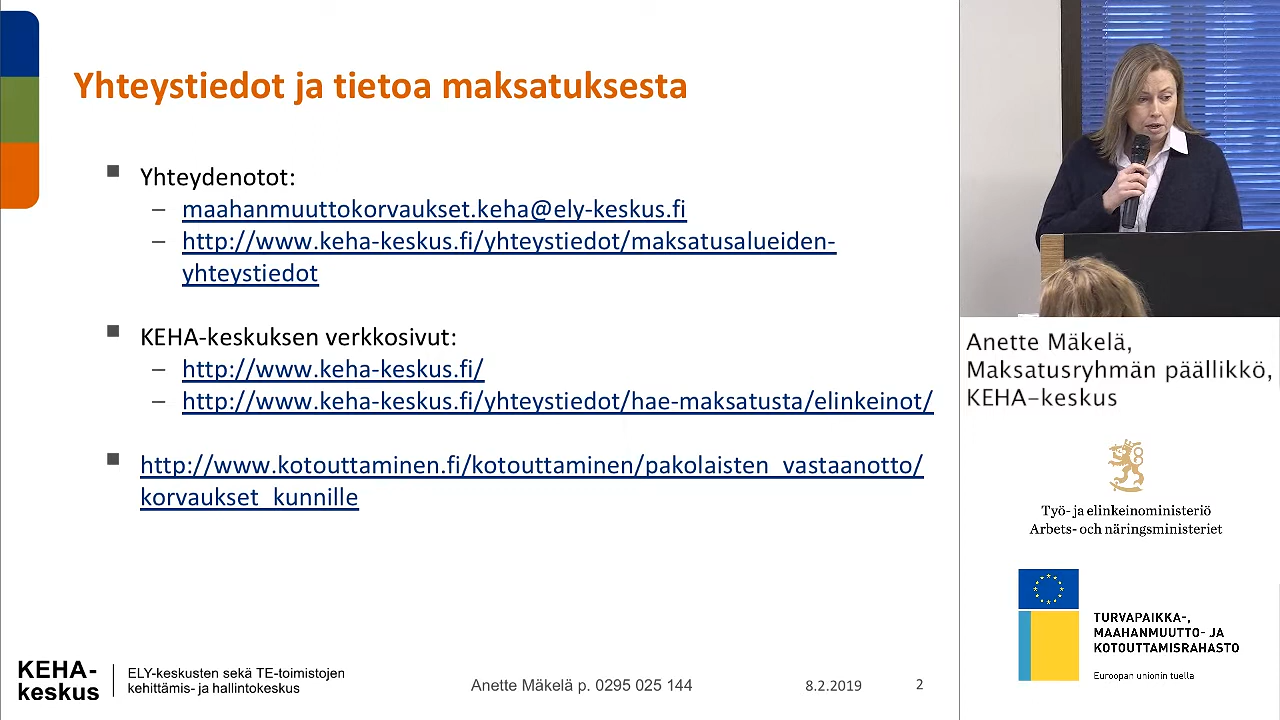 Yhteystiedot ja tietoa maksatuksesta
Yhteydenotot:
– maahanmuuttokorvaukset.keha@ely-keskus.fi
– http://www.keha-keskus.fi/yhteystiedot/maksatusalueiden-
yhteystiedot
KEHA-keskuksen verkkosivut:
– http://www.keha-keskus.fi/
– http://www.keha-keskus.fi/yhteystiedot/hae-maksatusta/elinkeinot/
http://www.kotouttaminen.fi/kotouttaminen/pakolaisten_vastaanotto/
korvaukset_kunnille
KEHA-
keskus
ELY-keskusten sekä TE-toimistojen
kehittämis- ja hallintokeskus
Anette Mäkelä p. 0295 025 144
8.2.2019
2
Anette Mäkelä,
Maksatusryhmän päällikkö,
KEHA-keskus
Työ- ja elinkeinoministeriö
Arbets- och näringsministeriet
TURVAPAIKKA-,
MAAHANMUUTTO- JA
KOTOUTTAMISRAHASTO
Euroopan unionin tuella